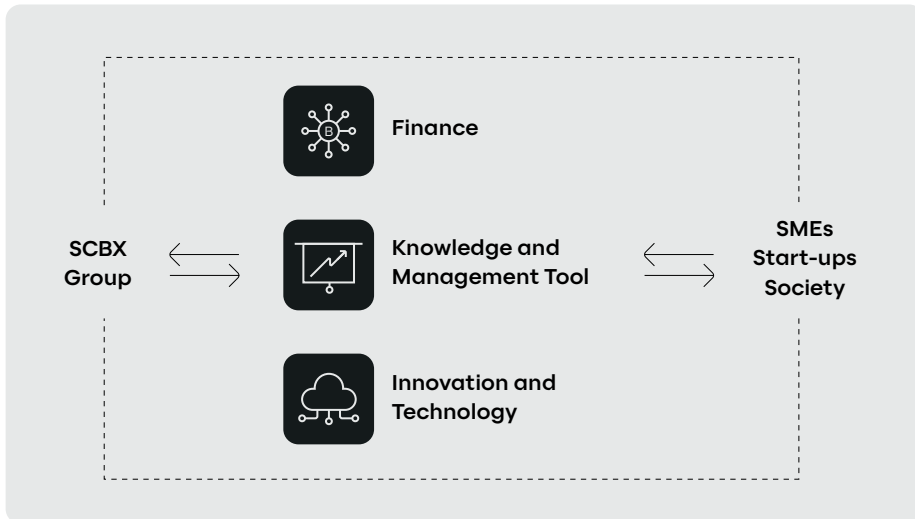 Finance
SCBX
Group
Knowledge and
Management Tool
SMEs
Start-ups
Society
Innovation and
Technology
B